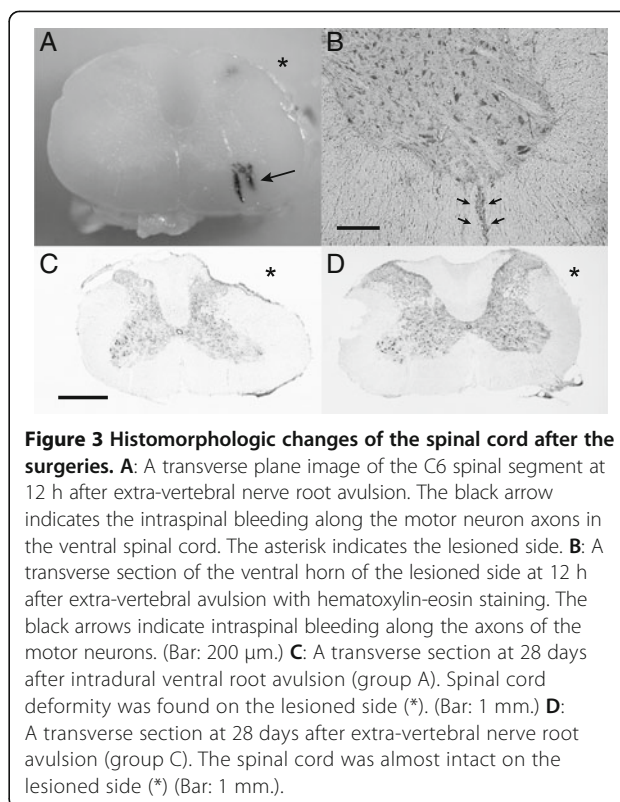 A
*
B
C
*
D
*
Figure 3 Histomorphologic changes of the spinal cord after the
surgeries. A: A transverse plane image of the C6 spinal segment at
12 h after extra-vertebral nerve root avulsion. The black arrow
indicates the intraspinal bleeding along the motor neuron axons in
the ventral spinal cord. The asterisk indicates the lesioned side. B: A
transverse section of the ventral horn of the lesioned side at 12 h
after extra-vertebral avulsion with hematoxylin-eosin staining. The
black arrows indicate intraspinal bleeding along the axons of the
motor neurons. (Bar: 200 μm.) C: A transverse section at 28 days
after intradural ventral root avulsion (group A). Spinal cord
deformity was found on the lesioned side (*). (Bar: 1 mm.) D:
A transverse section at 28 days after extra-vertebral nerve root
avulsion (group C). The spinal cord was almost intact on the
lesioned side (*) (Bar: 1 mm.).